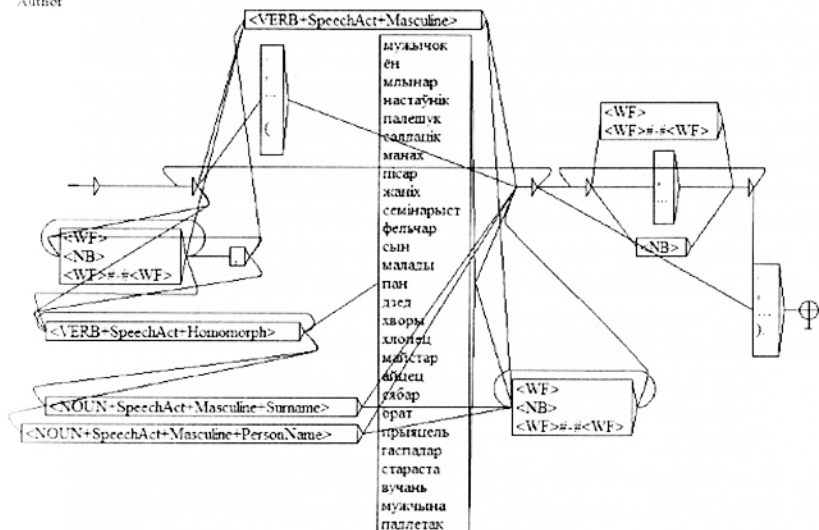 Author
<VERB+SpeechAct+Masculine>
мужычок
ён
млынар
настаўнік
палешук
салдацік
манах
пісар
жаніх
семінарыст
фельчар
сын
малады
пан
дзед
хворы
хлопец
майстар
айцец
сябар
брат
прыяцель
гаспадар
стараста
вучань
мужчына
падлетак
,
...
(
<WF>
<WF>#-#<WF>
,
...
<NB>
<WF>
<NB>
<WF>#-#<WF>
,
<VERB+SpeechAct+Homomorph>
<NOUN+SpeechAct+Masculine+Surname>
<NOUN+SpeechAct+Masculine+PersonName>
<WF>
<NB>
<WF>#-#<WF>
,
...
).